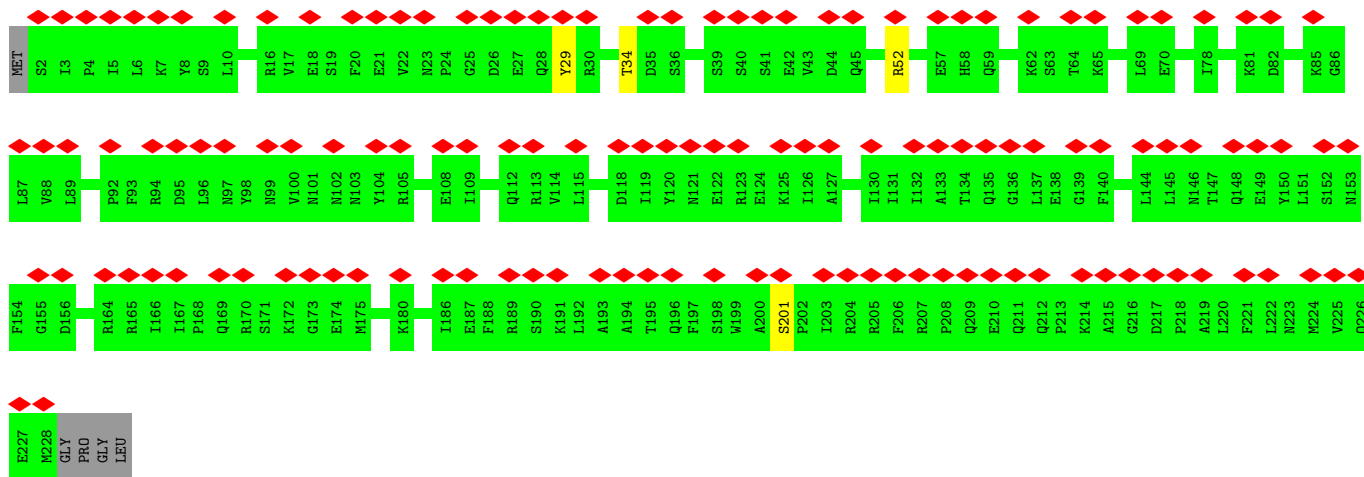 MET S2 I3 P4 I5 L6 K7 Y8 S9 L10 R16 V17 E18 S19 F20 E21 V22 N23 P24 G25 D26 E27 Q28 Y29 R30 T34 D35 S36 S39 S40 S41 E42 V43 D44 Q45 R52 E57 H58 Q59 K62 S63 T64 K65 L69 E70 I78 K81 D82 K85 G86
L87 V88 L89 P92 F93 R94 D95 L96 N97 Y98 N99 V100 N101 N102 N103 Y104 R105 E108 I109 Q112 R113 V114 L115 D118 I119 Y120 N121 E122 R123 E124 K125 I126 A127 I130 I131 I132 A133 T134 Q135 G136 L137 E138 G139 F140 L144 L145 N146 T147 Q148 E149 Y150 L151 S152 N153
F154 G155 D156 R164 R165 I166 I167 P168 Q169 R170 S171 K172 G173 E174 M175 K180 I186 E187 F188 R189 S190 K191 L192 A193 A194 T195 Q196 F197 S198 W199 A200 S201 P202 I203 R204 R205 F206 R207 P208 Q209 E210 Q211 Q212 P213 K214 A215 G216 D217 P218 A219 L220 F221 L222 N223 M224 V225 Q226
E227 M228 GLY PRO GLY LEU